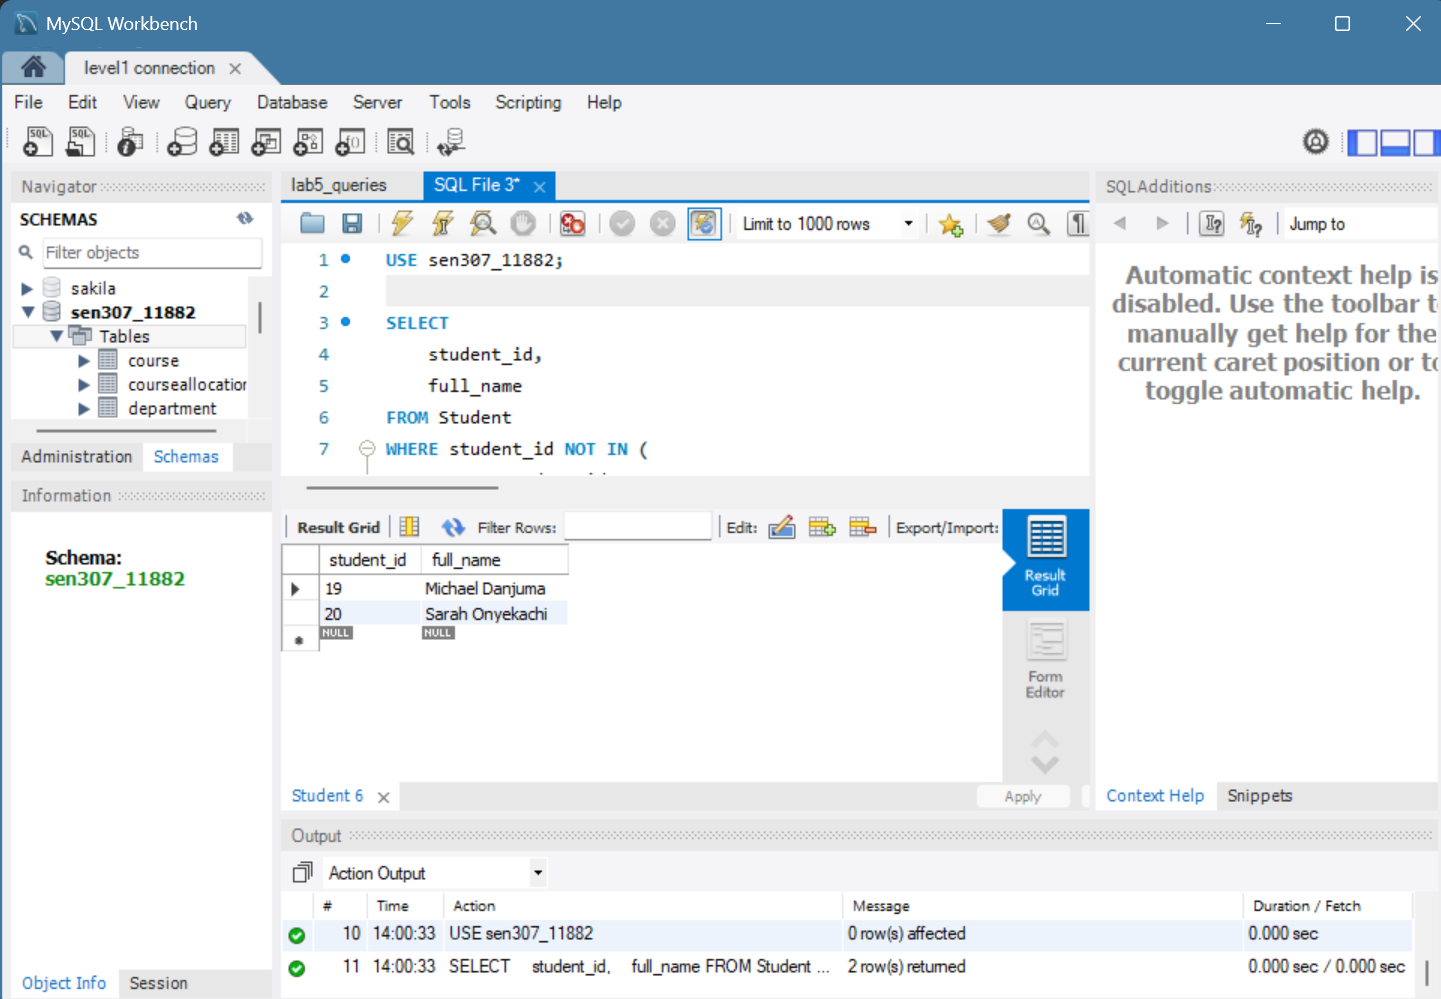 MySQL Workbench
level1 connection
File Edit View Query Database Server Tools Scripting Help
Navigator
SCHEMAS
Filter objects
sakila
sen307_11882
Tables
course
courseallocation
department
Administration Schemas
Information
Schema:
sen307_11882
Object Info Session
lab5_queries SQL File 3*
Limit to 1000 rows
1 USE sen307_11882;
2
3 SELECT
4 student_id,
5 full_name
6 FROM Student
7 WHERE student_id NOT IN (
Result Grid Filter Rows: Edit: Export/Import:
student_id full_name
19 Michael Danjuma
20 Sarah Onyekachi
NULL NULL
Result
Grid
Form
Editor
Student 6 Apply
SQLAdditions
Jump to
Automatic context help is
disabled. Use the toolbar t
manually get help for the
current caret position or to
toggle automatic help.
Context Help Snippets
Output
Action Output
# Time Action Message Duration / Fetch
10 14:00:33 USE sen307_11882 0 row(s) affected 0.000 sec
11 14:00:33 SELECT student_id, full_name FROM Student ... 2 row(s) returned 0.000 sec / 0.000 sec